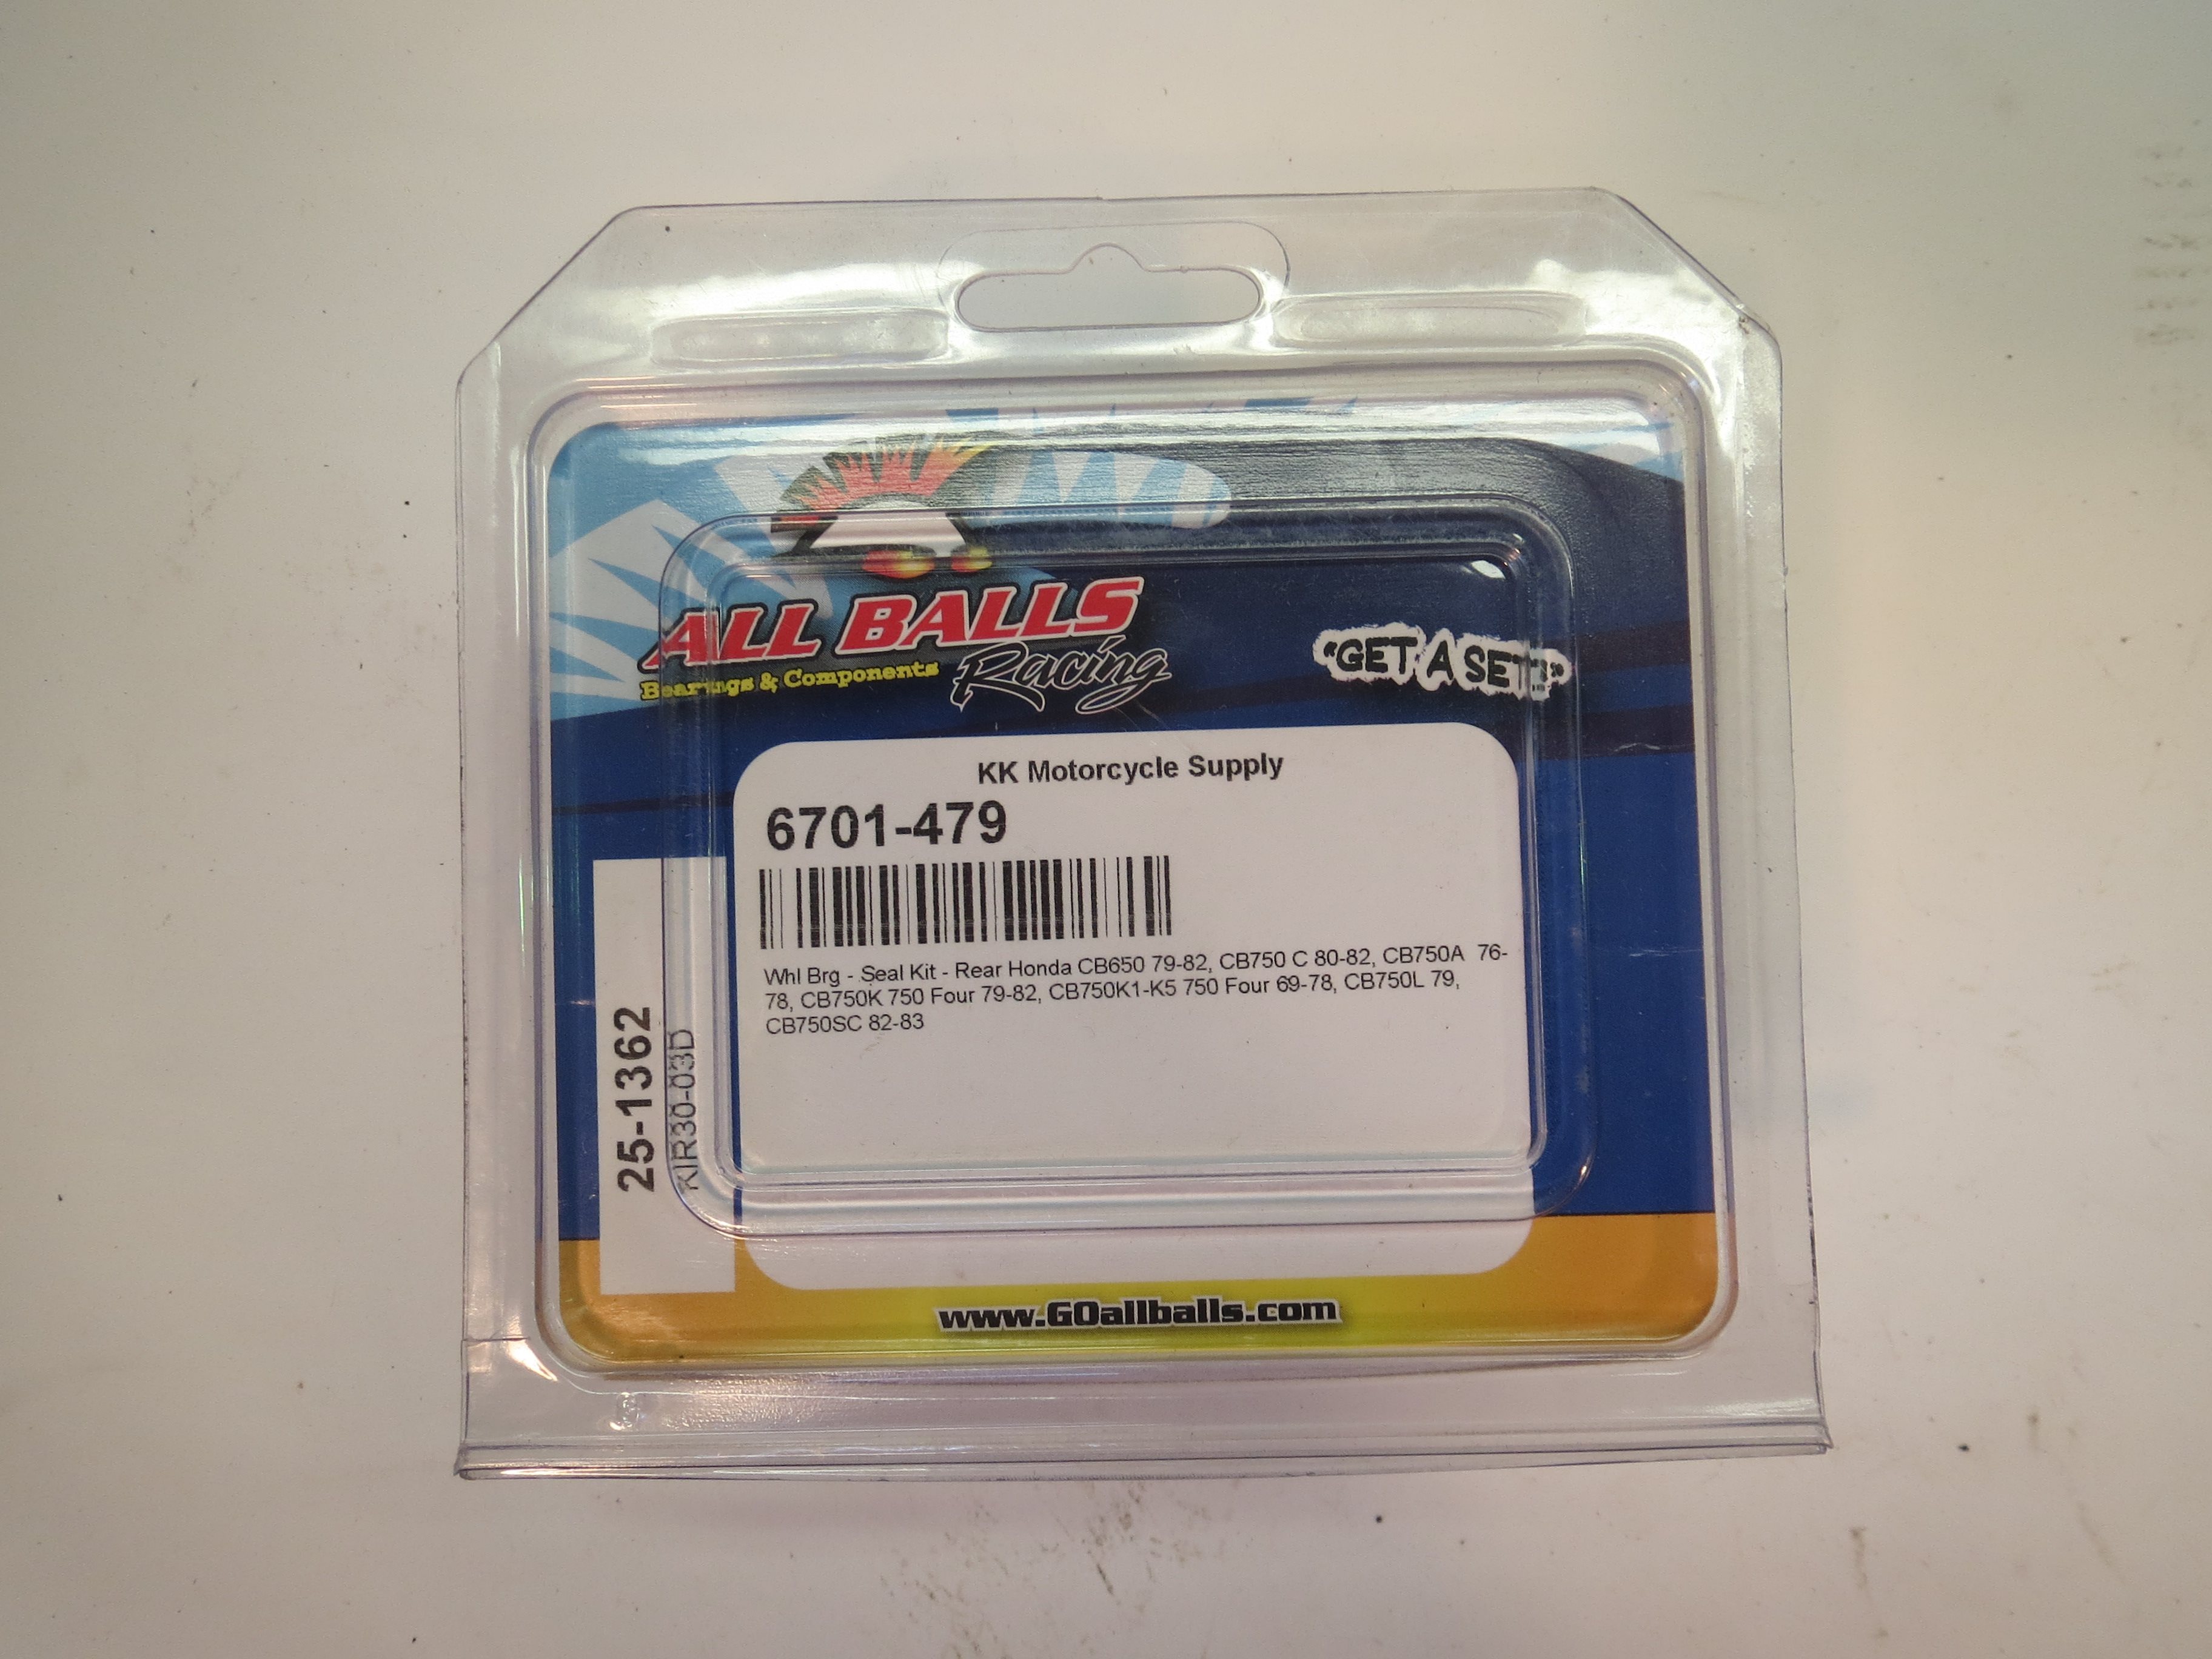 ALL BALLS
Racing
Bearings & Components
"GET A SET!"
KK Motorcycle Supply
6701-479
Whl Brg - Seal Kit - Rear Honda CB650 79-82, CB750 C 80-82, CB750A 76-
78, CB750K 750 Four 79-82, CB750K1-K5 750 Four 69-78, CB750L 79,
CB750SC 82-83
25-1362
KIR30-03D
www.GOallballs.com